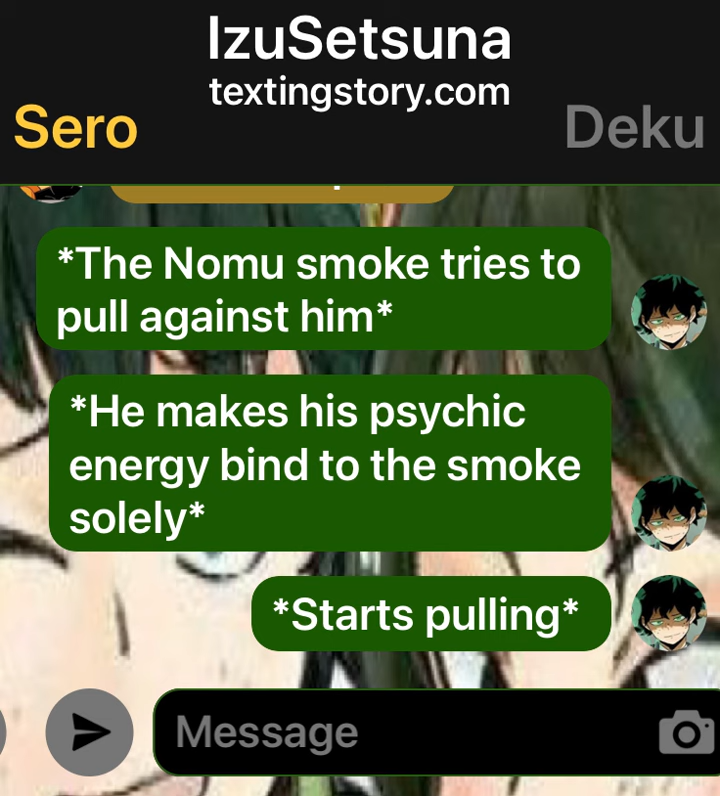 IzuSetsuna
textingstory.com
Sero
Deku
*The Nomu smoke tries to
pull against him*
*He makes his psychic
energy bind to the smoke
solely*
*Starts pulling*
Message